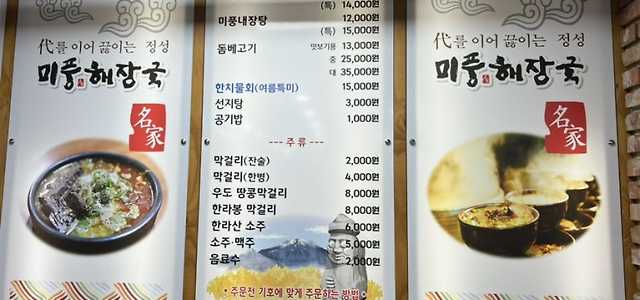 代를 이어 끓이는 정성
미풍해장국
名家
(특) 14,000원
미풍내장탕 12,000원
(특) 15,000원
돔베고기 맛보기용 13,000원
중 25,000원
대 35,000원
한치물회(여름특미) 15,000원
선지탕 3,000원
공기밥 1,000원
--- 주 류 ---
막걸리(잔술) 2,000원
막걸리(한병) 4,000원
우도 땅콩막걸리 8,000원
한라봉 막걸리 8,000원
한라산 소주 6,000원
소주·맥주 5,000원
음료수 2,000원
• 주문전 기호에 맞게 주문하는 방법
代를 이어 끓이는 정성
미풍해장국
名家